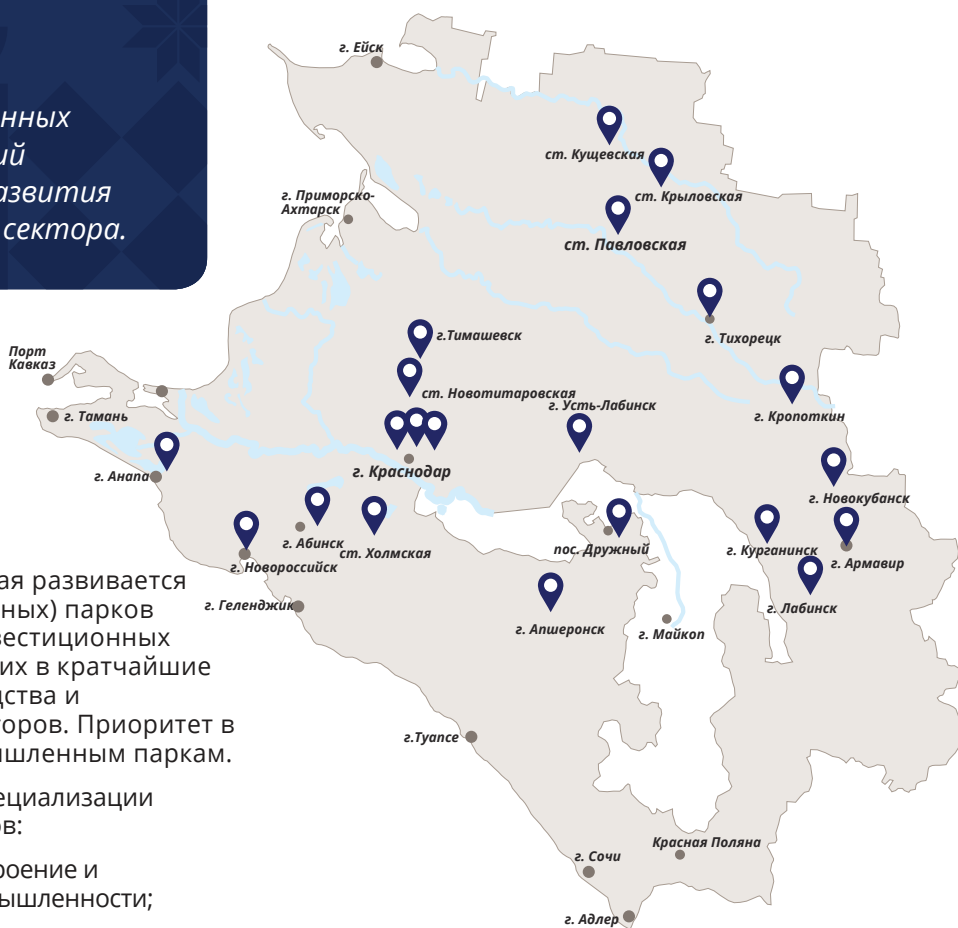 нных
ий
азвития
сектора.
г. Ейск
ст. Кущевская
ст. Крыловская
г. Приморско-
Ахтарск
ст. Павловская
г. Тихорецк
г.Тимашевск
Порт
Кавказ
ст. Новотитаровская
г. Усть-Лабинск
г. Кропоткин
г. Тамань
г. Краснодар
г. Анапа
г. Новокубанск
г. Абинск
ст. Холмская
пос. Дружный
г. Курганинск
г. Армавир
г. Новороссийск
г. Геленджик
г. Лабинск
г. Апшеронск
г. Майкоп
ая развивается
ных) парков
вестиционных
их в кратчайшие
дства и
торов. Приоритет в
ышленным паркам.
г.Туапсе
ециализации
ов:
Красная Поляна
г. Сочи
роение и
мышленности;
г. Адлер